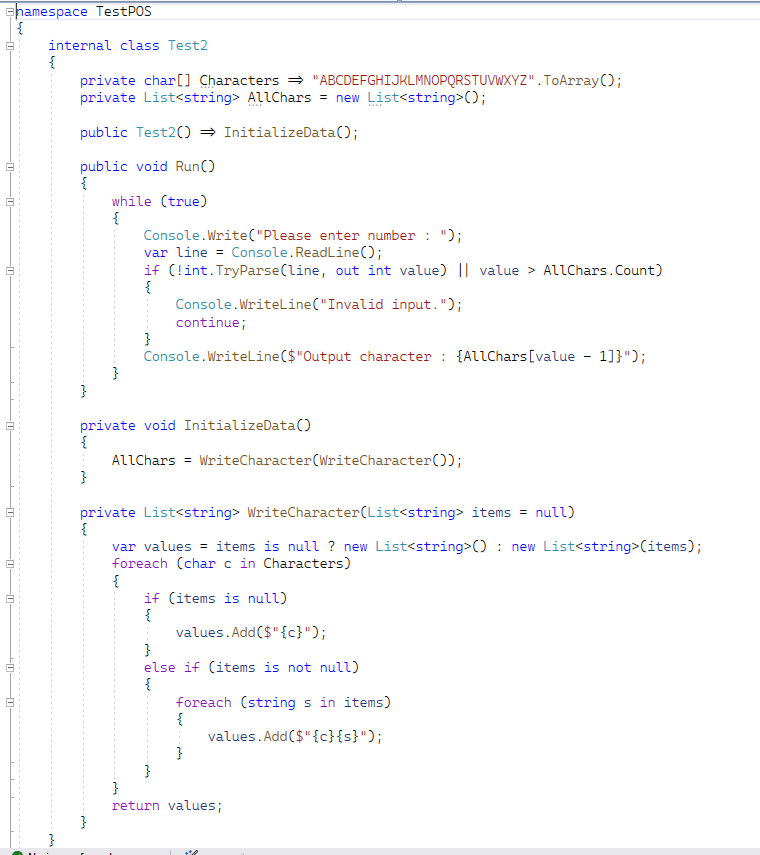 namespace TestPOS
{
    internal class Test2
    {
        private char[] Characters => "ABCDEFGHIJKLMNOPQRSTUVWXYZ".ToArray();
        private List<string> AllChars = new List<string>();

        public Test2() => InitializeData();

        public void Run()
        {
            while (true)
            {
                Console.Write("Please enter number : ");
                var line = Console.ReadLine();
                if (!int.TryParse(line, out int value) || value > AllChars.Count)
                {
                    Console.WriteLine("Invalid input.");
                    continue;
                }
                Console.WriteLine($"Output character : {AllChars[value - 1]}");
            }
        }

        private void InitializeData()
        {
            AllChars = WriteCharacter(WriteCharacter());
        }

        private List<string> WriteCharacter(List<string> items = null)
        {
            var values = items is null ? new List<string>() : new List<string>(items);
            foreach (char c in Characters)
            {
                if (items is null)
                {
                    values.Add($"{c}");
                }
                else if (items is not null)
                {
                    foreach (string s in items)
                    {
                        values.Add($"{c}{s}");
                    }
                }
            }
            return values;
        }
    }